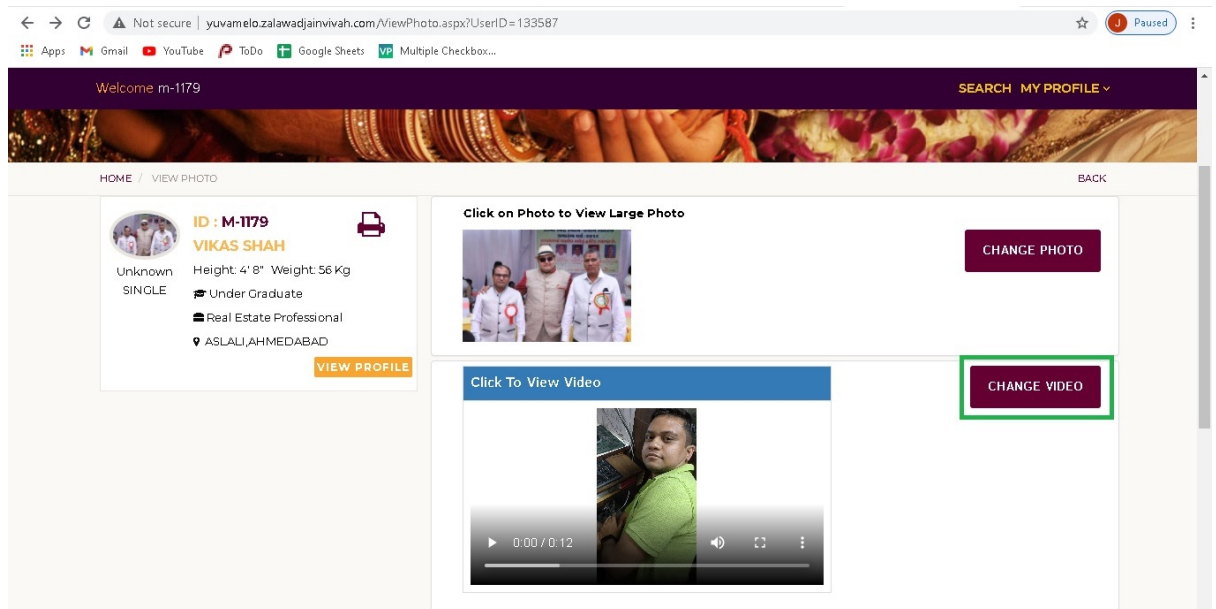 Not secure | yuvamelo.zalawadjainvivah.com/ViewPhoto.aspx?UserID=133587
J Paused
Apps Gmail YouTube ToDo Google Sheets VP Multiple Checkbox...
Welcome m-1179
SEARCH MY PROFILE
HOME / VIEW PHOTO
BACK
ID : M-1179
VIKAS SHAH
Unknown
SINGLE
Height: 4' 8" Weight: 56 Kg
Under Graduate
Real Estate Professional
ASLALI,AHMEDABAD
VIEW PROFILE
Click on Photo to View Large Photo
CHANGE PHOTO
Click To View Video
CHANGE VIDEO
0:00 / 0:12